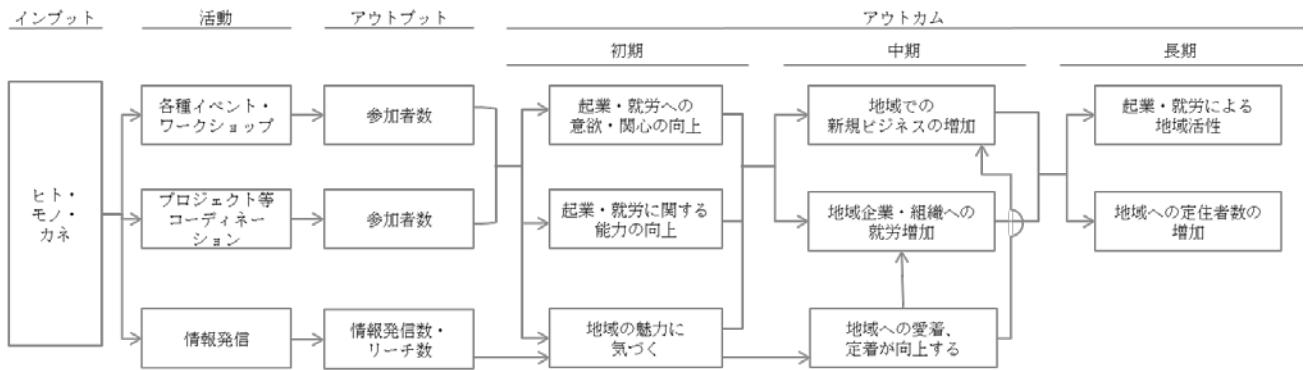 インプット
活動
アウトプット
アウトカム
初期
中期
長期
ヒト・
モノ・
カネ
各種イベント・
ワークショップ
プロジェクト等
コーディネー
ション
情報発信
参加者数
参加者数
情報発信数・
リーチ数
起業・就労への
意欲・関心の向上
起業・就労に関する
能力の向上
地域の魅力に
気づく
地域での
新規ビジネスの増加
地域企業・組織への
就労増加
地域への愛着、
定着が向上する
起業・就労による
地域活性
地域への定住者数の
増加